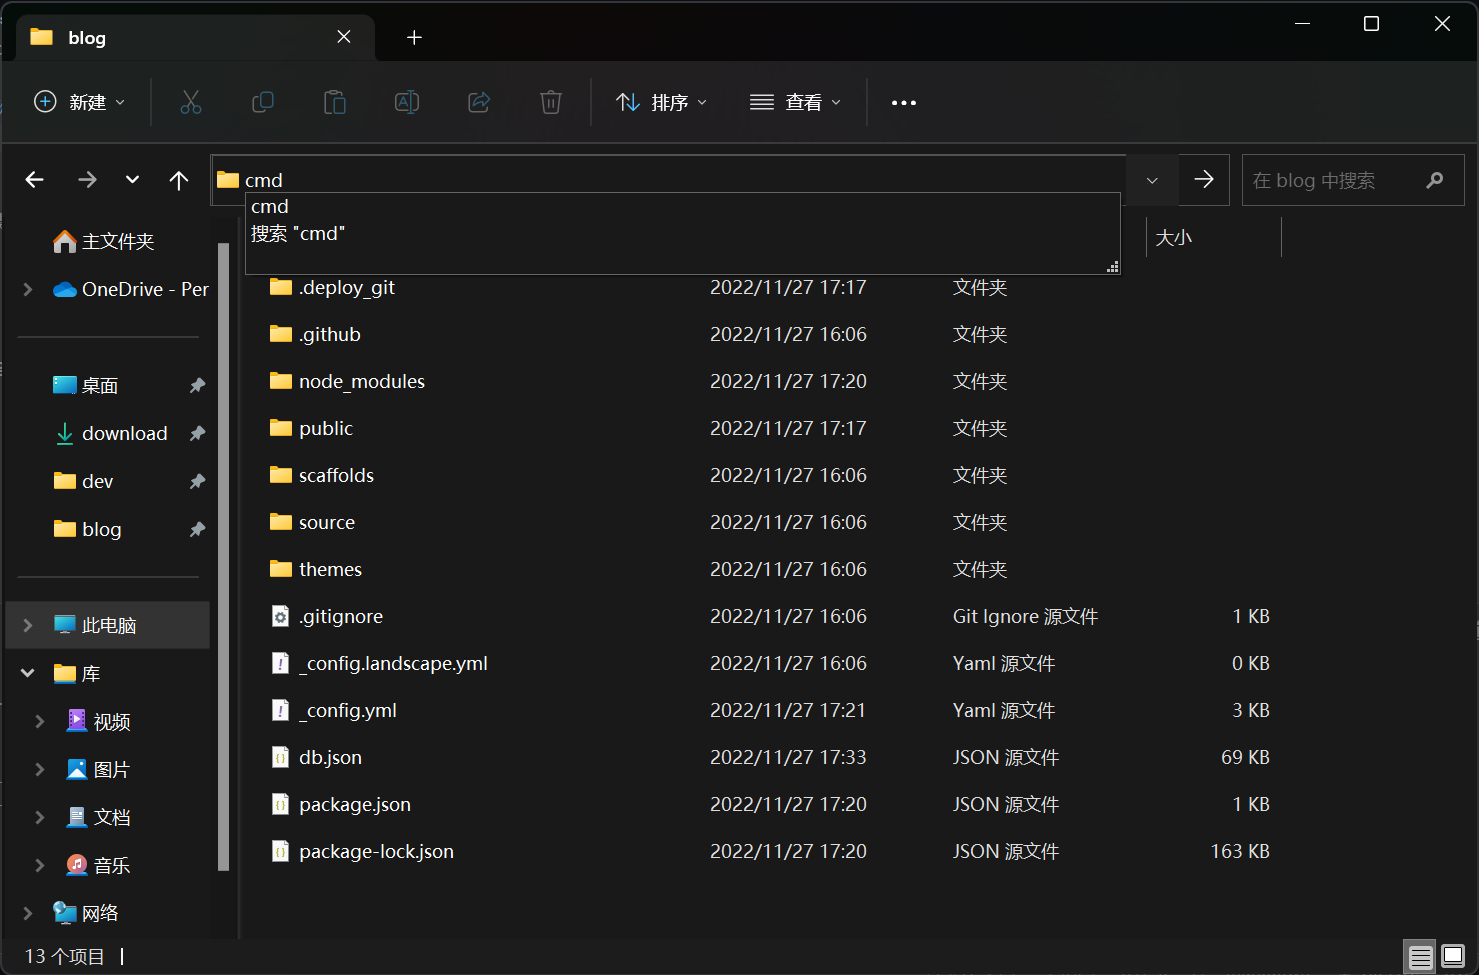 blog
新建
排序
查看
cmd
在 blog 中搜索
cmd
搜索 "cmd"
大小
主文件夹
OneDrive - Per
桌面
download
dev
blog
此电脑
库
视频
图片
文档
音乐
网络
.deploy_git 2022/11/27 17:17 文件夹
.github 2022/11/27 16:06 文件夹
node_modules 2022/11/27 17:20 文件夹
public 2022/11/27 17:17 文件夹
scaffolds 2022/11/27 16:06 文件夹
source 2022/11/27 16:06 文件夹
themes 2022/11/27 16:06 文件夹
.gitignore 2022/11/27 16:06 Git Ignore 源文件 1 KB
_config.landscape.yml 2022/11/27 16:06 Yaml 源文件 0 KB
_config.yml 2022/11/27 17:21 Yaml 源文件 3 KB
db.json 2022/11/27 17:33 JSON 源文件 69 KB
package.json 2022/11/27 17:20 JSON 源文件 1 KB
package-lock.json 2022/11/27 17:20 JSON 源文件 163 KB
13 个项目